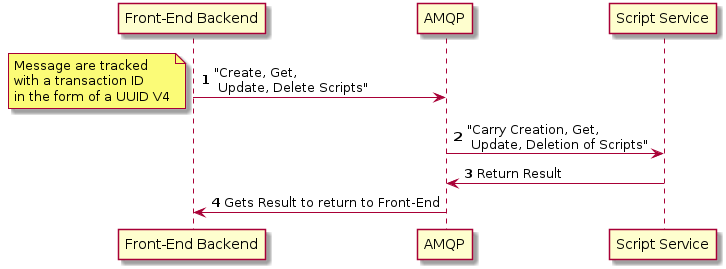 Front-End Backend
AMQP
Script Service
Message are tracked
with a transaction ID
in the form of a UUID V4
1 "Create, Get,
Update, Delete Scripts"
2 "Carry Creation, Get,
Update, Deletion of Scripts"
3 Return Result
4 Gets Result to return to Front-End
Front-End Backend
AMQP
Script Service